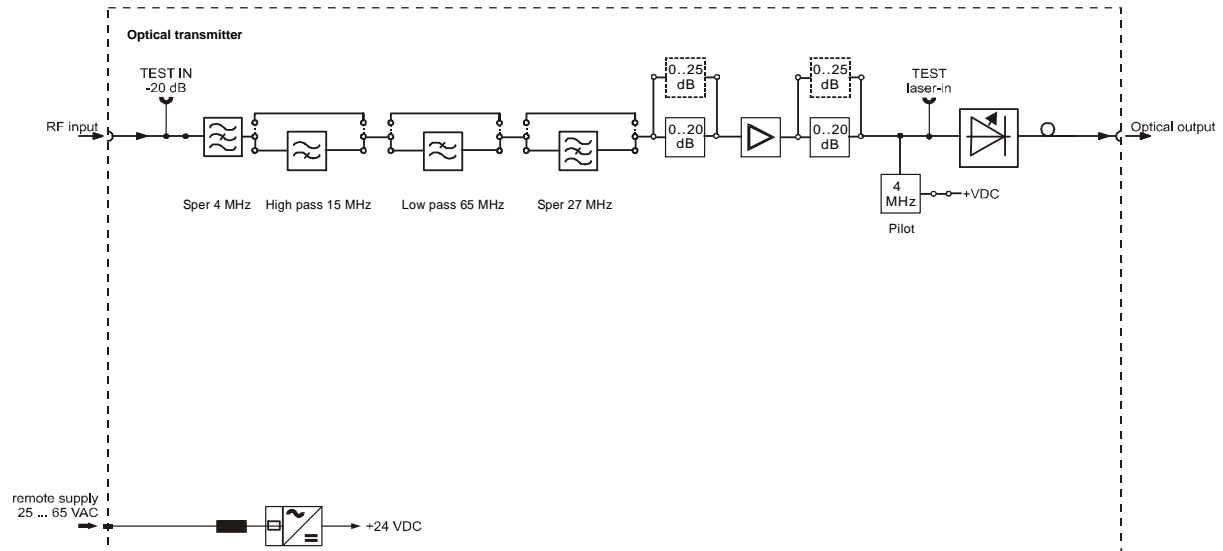 Optical transmitter
TEST IN
-20 dB
0..25
dB
0..25
dB
TEST
laser-in
RF input
0..20
dB
0..20
dB
Optical output
4
MHz
+VDC
Sper 4 MHz
High pass 15 MHz
Low pass 65 MHz
Sper 27 MHz
Pilot
remote supply
25 ... 65 VAC
+24 VDC